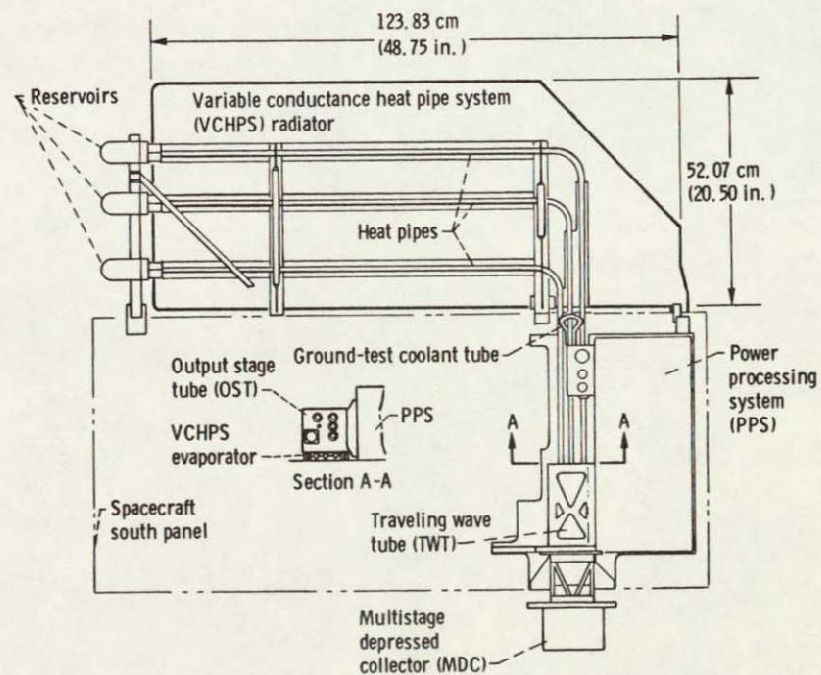 123.83 cm
(48.75 in.)
Reservoirs
Variable conductance heat pipe system
(VCHPS) radiator
52.07 cm
(20.50 in.)
Heat pipes
Ground-test coolant tube
Output stage
tube (OST)
PPS
VCHPS
evaporator
Section A-A
A
A
Power
processing
system
(PPS)
Spacecraft
south panel
Traveling wave
tube (TWT)
Multistage
depressed
collector (MDC)